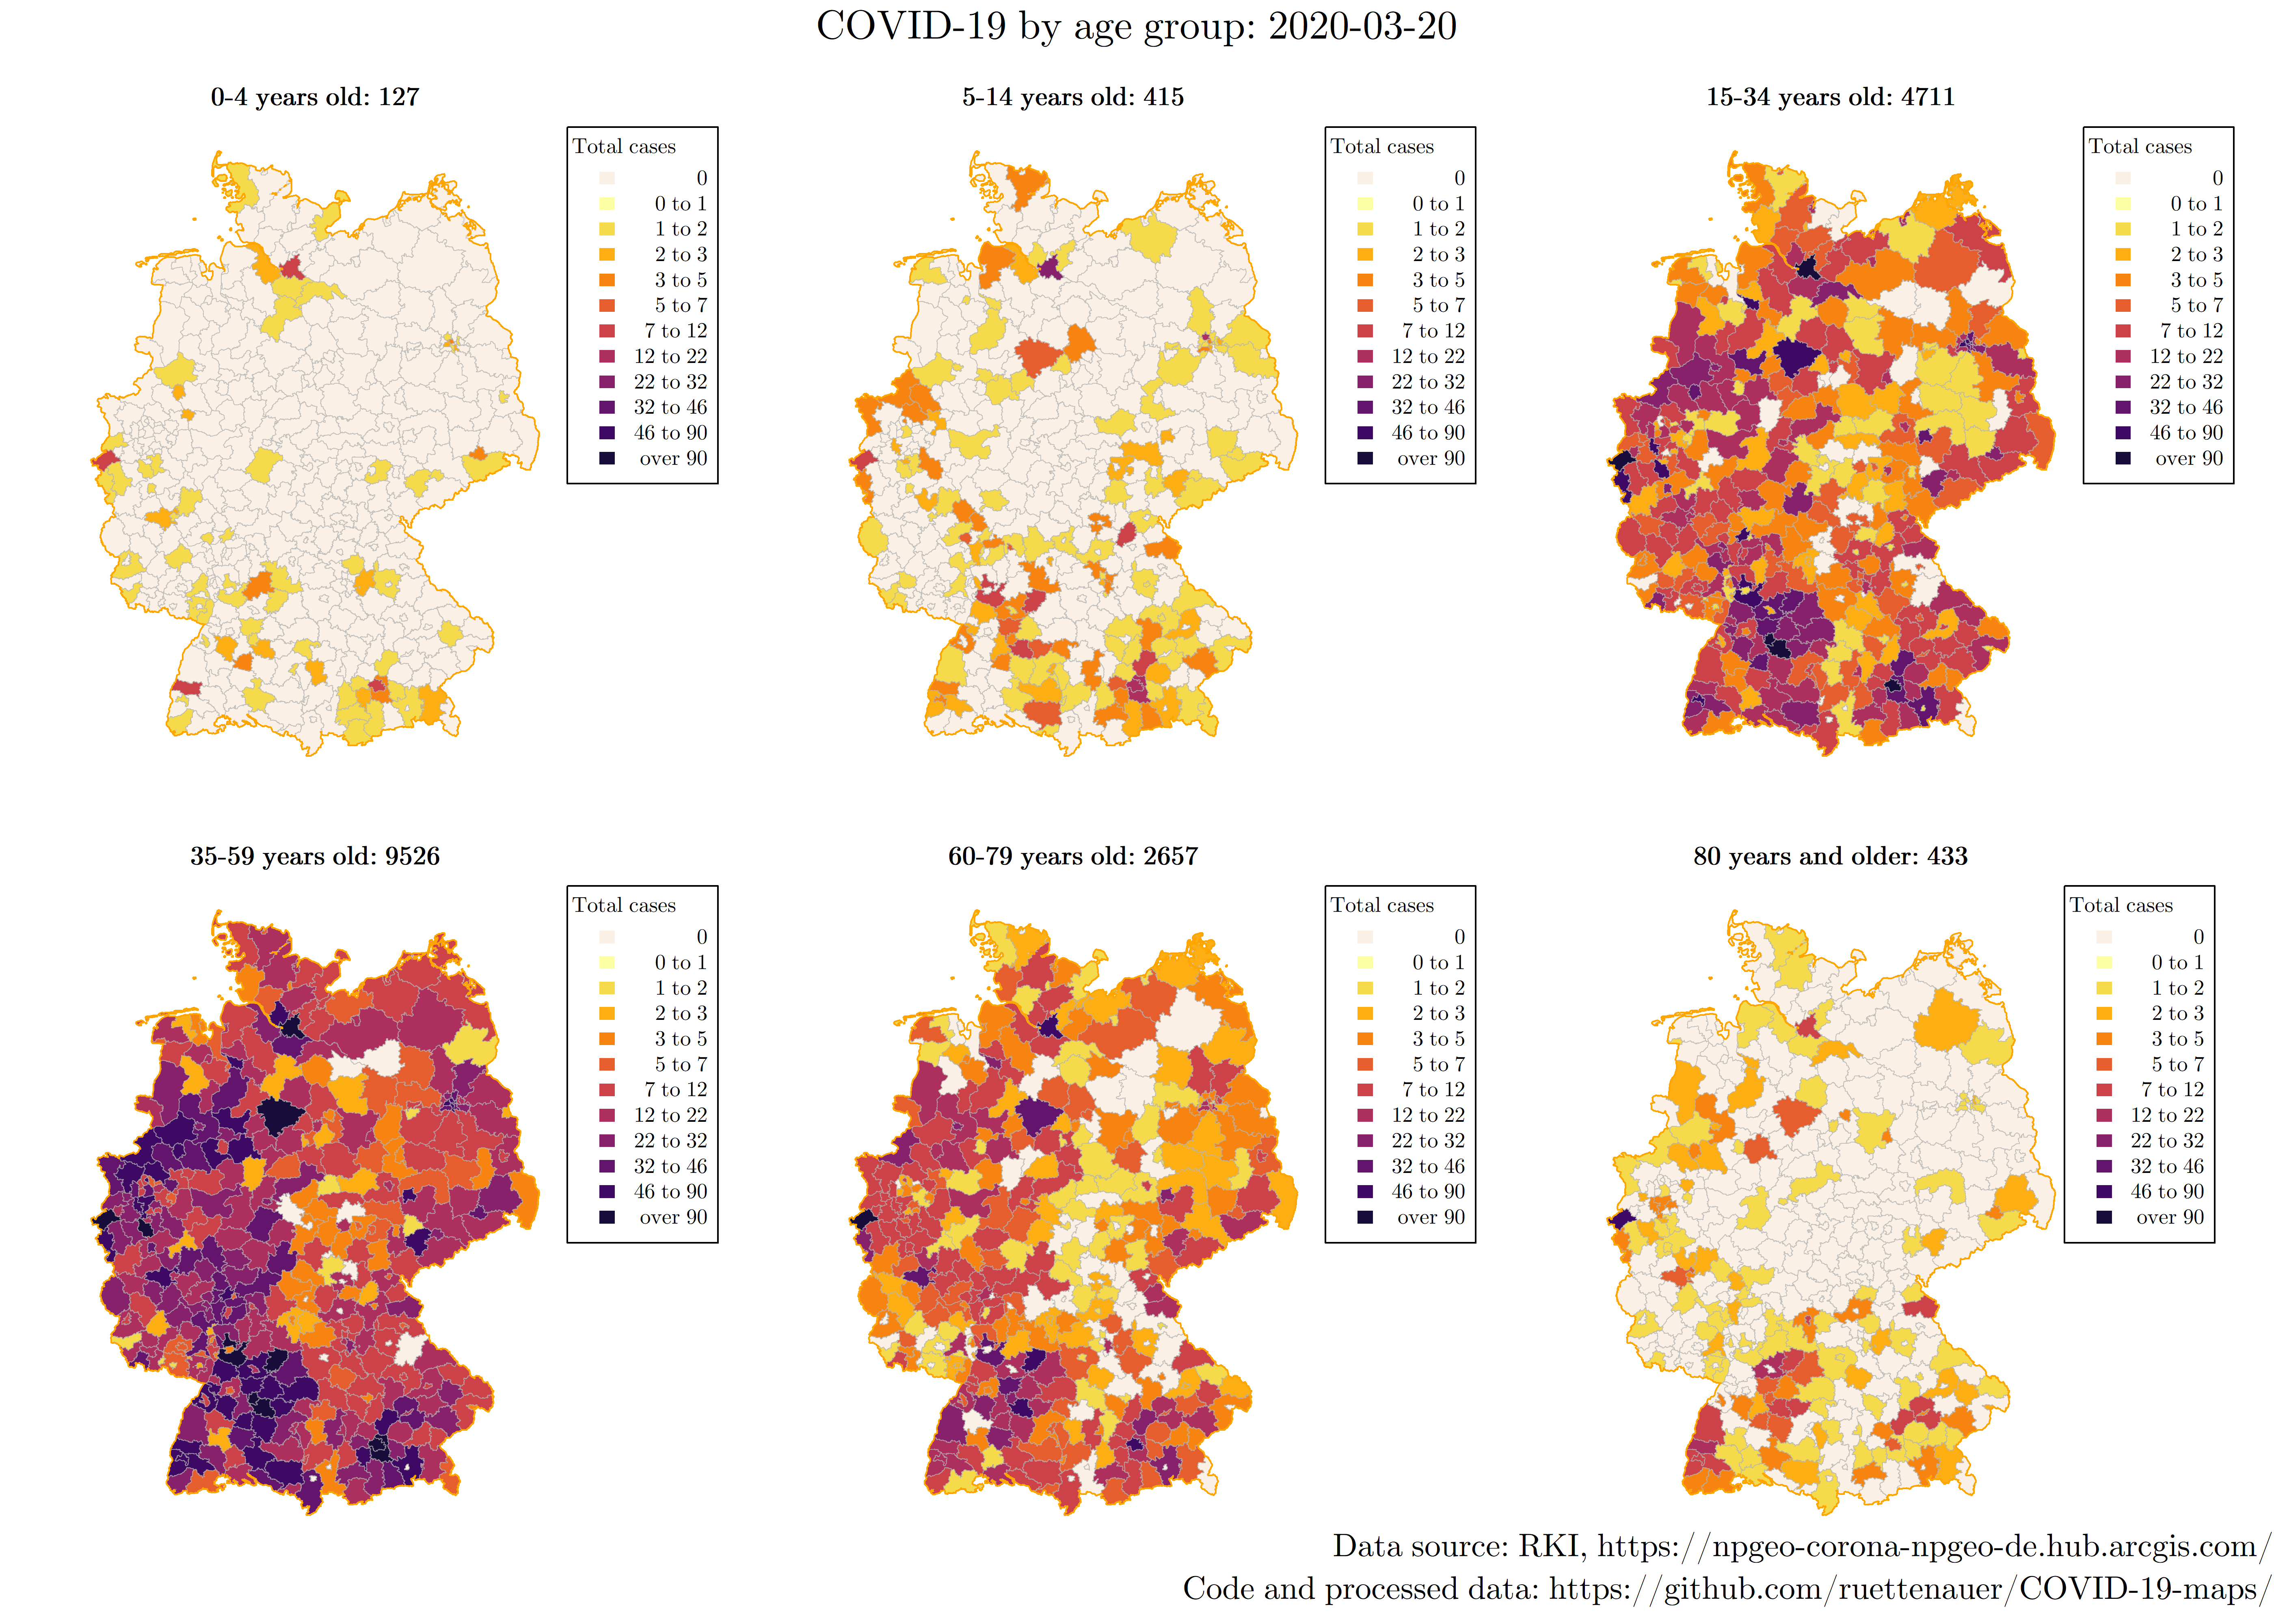 COVID-19 by age group: 2020-03-20
0-4 years old: 127
Total cases
0
0 to 1
1 to 2
2 to 3
3 to 5
5 to 7
7 to 12
12 to 22
22 to 32
32 to 46
46 to 90
over 90
5-14 years old: 415
Total cases
0
0 to 1
1 to 2
2 to 3
3 to 5
5 to 7
7 to 12
12 to 22
22 to 32
32 to 46
46 to 90
over 90
15-34 years old: 4711
Total cases
0
0 to 1
1 to 2
2 to 3
3 to 5
5 to 7
7 to 12
12 to 22
22 to 32
32 to 46
46 to 90
over 90
35-59 years old: 9526
Total cases
0
0 to 1
1 to 2
2 to 3
3 to 5
5 to 7
7 to 12
12 to 22
22 to 32
32 to 46
46 to 90
over 90
60-79 years old: 2657
Total cases
0
0 to 1
1 to 2
2 to 3
3 to 5
5 to 7
7 to 12
12 to 22
22 to 32
32 to 46
46 to 90
over 90
80 years and older: 433
Total cases
0
0 to 1
1 to 2
2 to 3
3 to 5
5 to 7
7 to 12
12 to 22
22 to 32
32 to 46
46 to 90
over 90
Data source: RKI, https://npgeo-corona-npgeo-de.hub.arcgis.com/
Code and processed data: https://github.com/ruettenauer/COVID-19-maps/